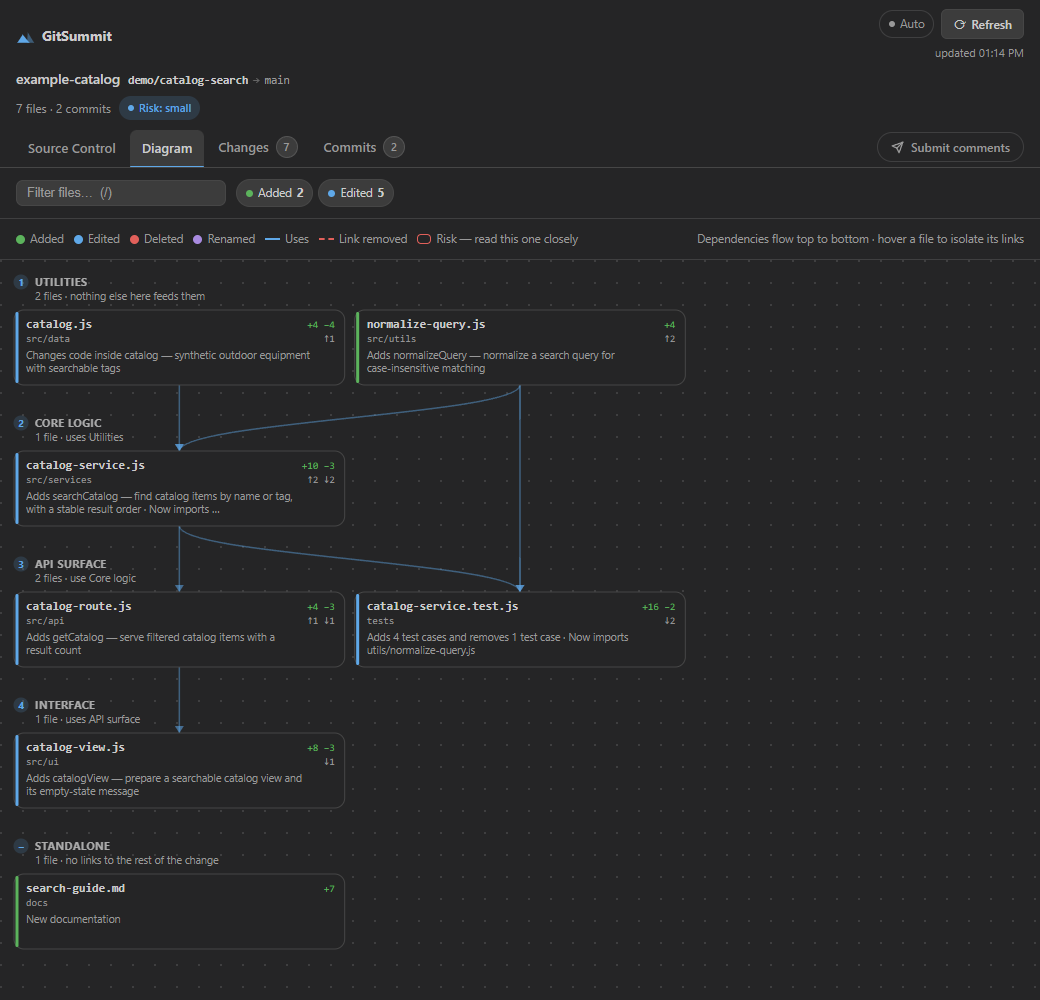 GitSummit
Auto
Refresh
updated 01:14 PM
example-catalog demo/catalog-search → main
7 files · 2 commits
Risk: small
Source Control
Diagram
Changes 7
Commits 2
Submit comments
Filter files… (/)
Added 2
Edited 5
Added
Edited
Deleted
Renamed
Uses
Link removed
Risk — read this one closely
Dependencies flow top to bottom · hover a file to isolate its links
1 UTILITIES
2 files · nothing else here feeds them
catalog.js +4 −4
src/data ↑1
Changes code inside catalog — synthetic outdoor equipment
with searchable tags
normalize-query.js +4
src/utils ↑2
Adds normalizeQuery — normalize a search query for
case-insensitive matching
2 CORE LOGIC
1 file · uses Utilities
catalog-service.js +10 −3
src/services ↑2 ↓2
Adds searchCatalog — find catalog items by name or tag,
with a stable result order · Now imports ...
3 API SURFACE
2 files · use Core logic
catalog-route.js +4 −3
src/api ↑1 ↓1
Adds getCatalog — serve filtered catalog items with a
result count
catalog-service.test.js +16 −2
tests ↓2
Adds 4 test cases and removes 1 test case · Now imports
utils/normalize-query.js
4 INTERFACE
1 file · uses API surface
catalog-view.js +8 −3
src/ui ↓1
Adds catalogView — prepare a searchable catalog view and
its empty-state message
– STANDALONE
1 file · no links to the rest of the change
search-guide.md +7
docs
New documentation